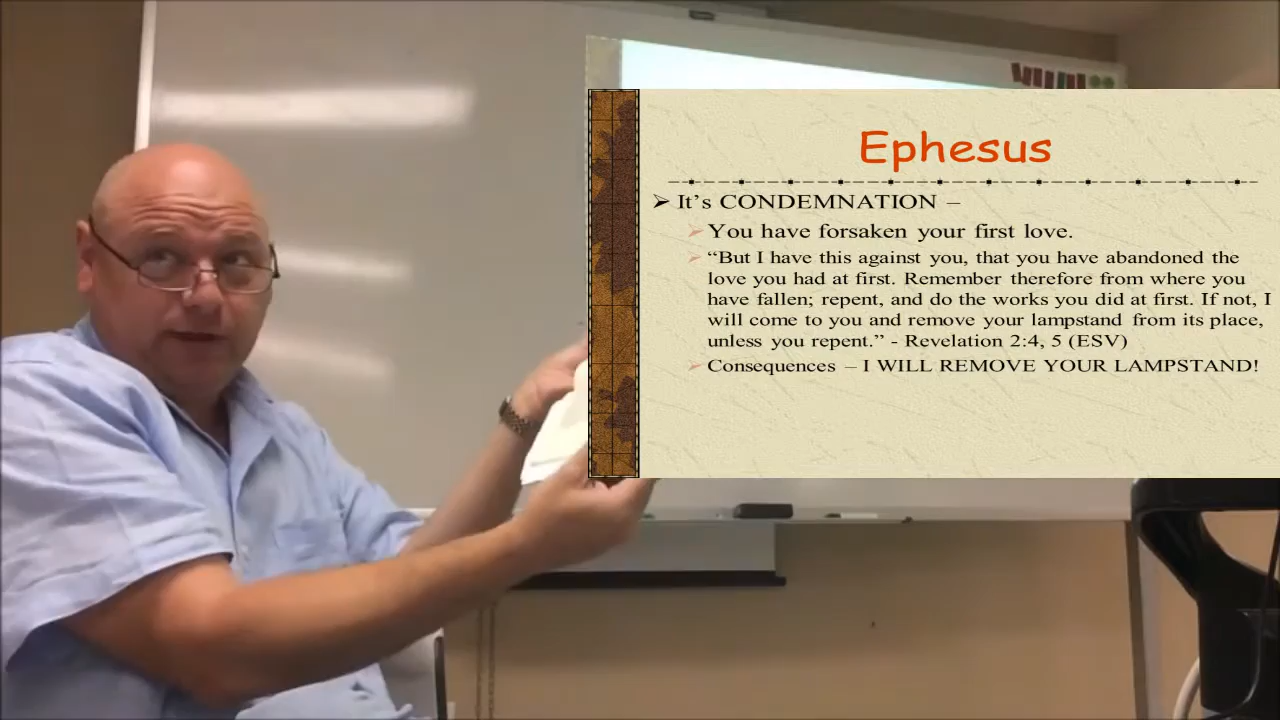 Ephesus
➢ It’s CONDEMNATION –
➢ You have forsaken your first love.
➢ “But I have this against you, that you have abandoned the
love you had at first. Remember therefore from where you
have fallen; repent, and do the works you did at first. If not, I
will come to you and remove your lampstand from its place,
unless you repent.” - Revelation 2:4, 5 (ESV)
➢ Consequences – I WILL REMOVE YOUR LAMPSTAND!